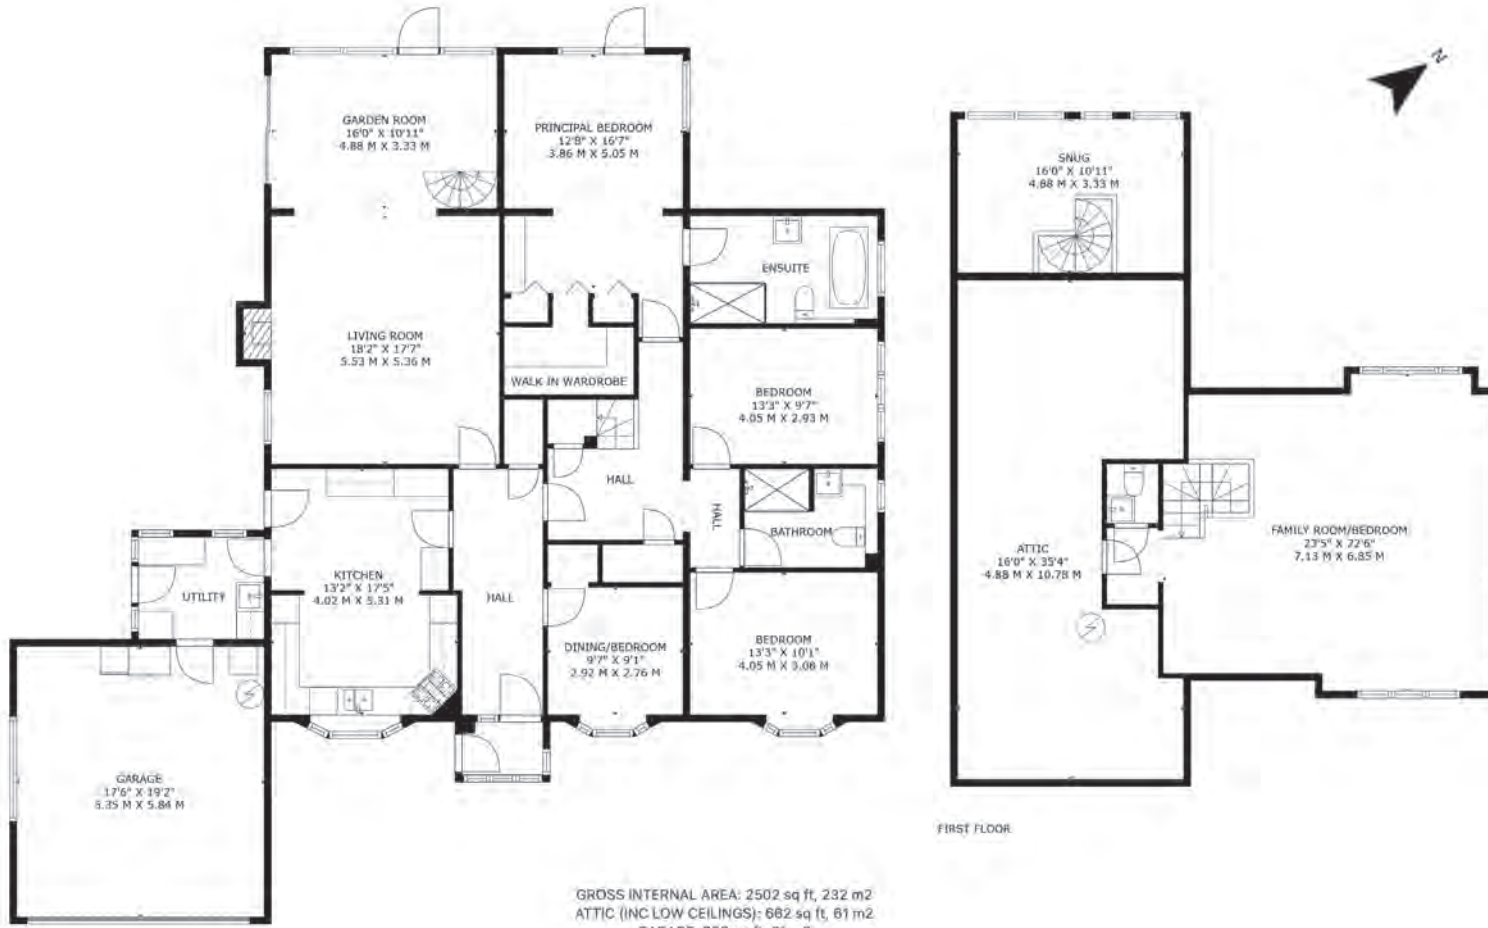 N
GARDEN ROOM
16'0" X 10'11"
4.88 M X 3.33 M
PRINCIPAL BEDROOM
12'8" X 16'7"
3.86 M X 5.05 M
SNUG
16'0" X 10'11"
4.88 M X 3.33 M
ENSUITE
LIVING ROOM
18'2" X 17'7"
5.53 M X 5.36 M
WALK IN WARDROBE
BEDROOM
13'3" X 9'7"
4.05 M X 2.93 M
HALL
HALL
BATHROOM
KITCHEN
13'2" X 17'5"
4.02 M X 5.31 M
UTILITY
HALL
DINING/BEDROOM
9'7" X 9'1"
2.92 M X 2.76 M
BEDROOM
13'3" X 10'1"
4.05 M X 3.06 M
ATTIC
16'0" X 35'4"
4.88 M X 10.78 M
FAMILY ROOM/BEDROOM
23'5" X 22'6"
7.13 M X 6.85 M
GARAGE
17'6" X 19'2"
5.35 M X 5.84 M
FIRST FLOOR
GROSS INTERNAL AREA: 2502 sq ft, 232 m2
ATTIC (INC LOW CEILINGS): 662 sq ft, 61 m2